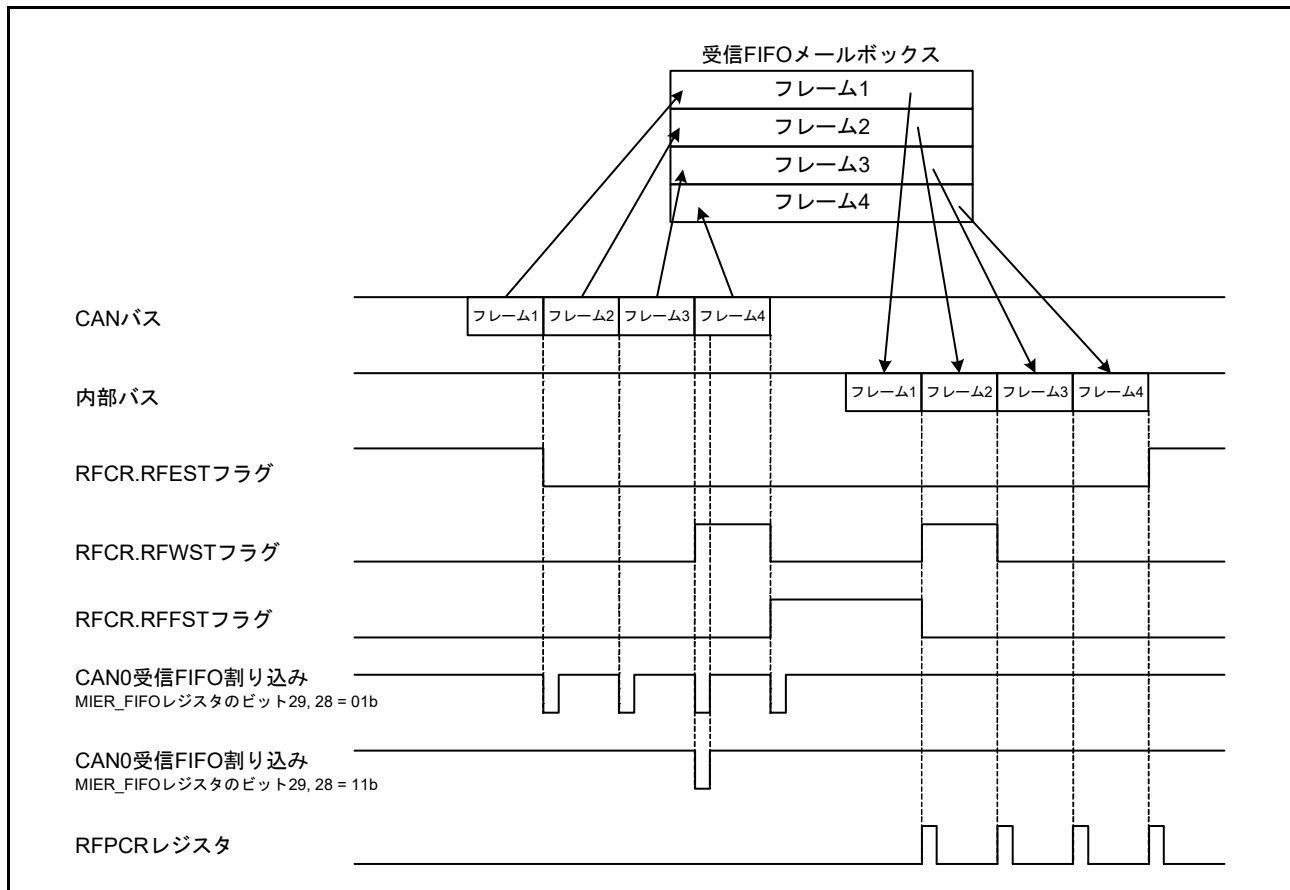 受信FIFOメールボックス
フレーム1
フレーム2
フレーム3
フレーム4
CANバス
フレーム1 フレーム2 フレーム3 フレーム4
内部バス
フレーム1 フレーム2 フレーム3 フレーム4
RFCR.RFESTフラグ
RFCR.RFWSTフラグ
RFCR.RFFSTフラグ
CAN0受信FIFO割り込み
MIER_FIFOレジスタのビット29, 28 = 01b
CAN0受信FIFO割り込み
MIER_FIFOレジスタのビット29, 28 = 11b
RFPCRレジスタ